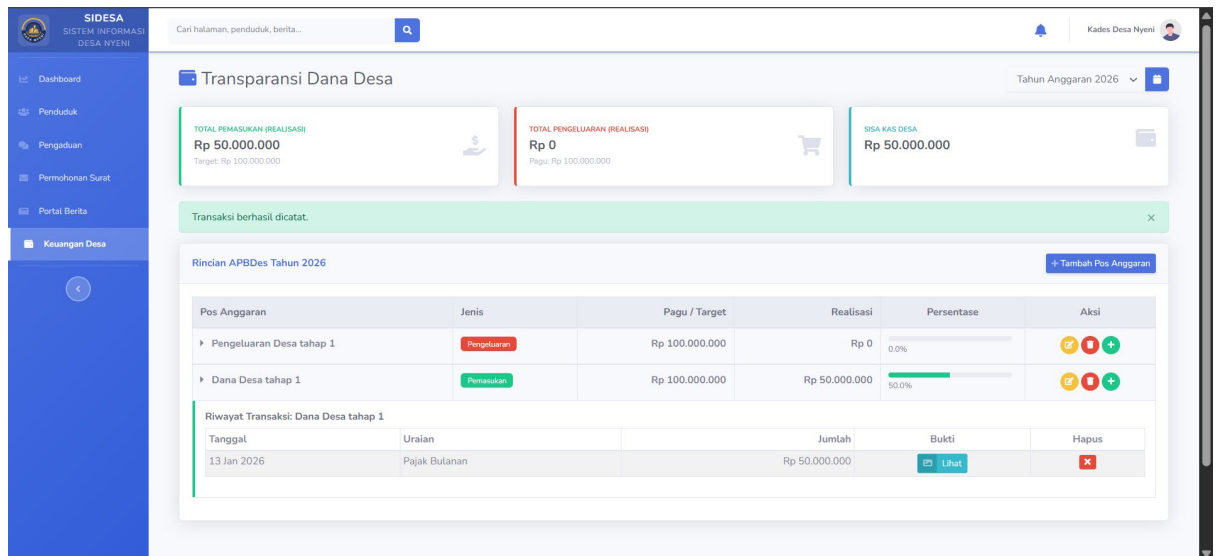 SIDESA
SISTEM INFORMASI
DESA NYENI
Cari halaman, penduduk, berita...
Kades Desa Nyeni
Dashboard
Penduduk
Pengaduan
Permohonan Surat
Portal Berita
Keuangan Desa
Transparansi Dana Desa
Tahun Anggaran 2026
TOTAL PEMASUKAN (REALISASI)
Rp 50.000.000
Target: Rp 100.000.000
TOTAL PENGELUARAN (REALISASI)
Rp 0
Pagu: Rp 100.000.000
SISA KAS DESA
Rp 50.000.000
Transaksi berhasil dicatat.
Rincian APBDes Tahun 2026
+ Tambah Pos Anggaran
Pos Anggaran Jenis Pagu / Target Realisasi Persentase Aksi
Pengeluaran Desa tahap 1 Pengeluaran Rp 100.000.000 Rp 0 0.0%
Dana Desa tahap 1 Pemasukan Rp 100.000.000 Rp 50.000.000 50.0%
Riwayat Transaksi: Dana Desa tahap 1
Tanggal Uraian Jumlah Bukti Hapus
13 Jan 2026 Pajak Bulanan Rp 50.000.000 Lihat